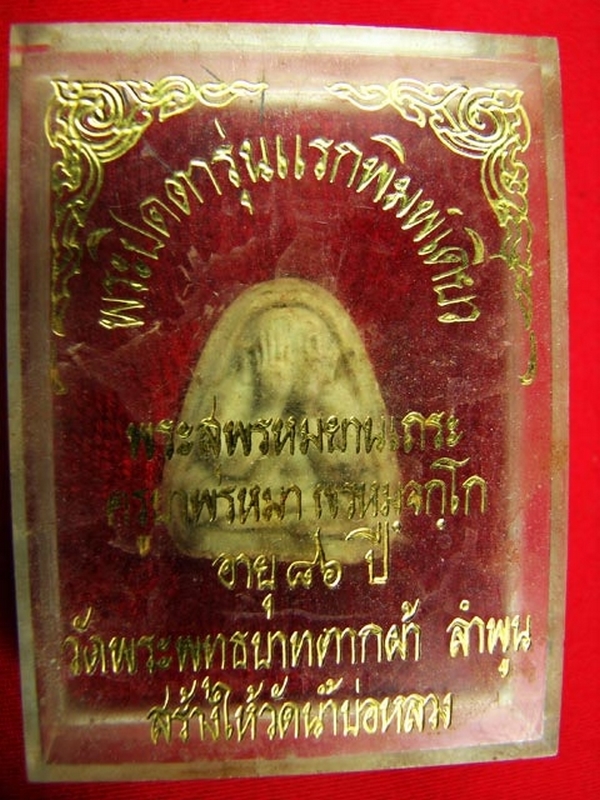 พระปิดตารุ่นแรกพิมพ์เดียว
พระสุพรหมยานเถระ
ครูบาพรหมา พรหมจกฺโก
อายุ ๘๖ ปี
วัดพระพุทธบาทตากผ้า ลำพูน
สร้างให้วัดน้ำบ่อหลวง